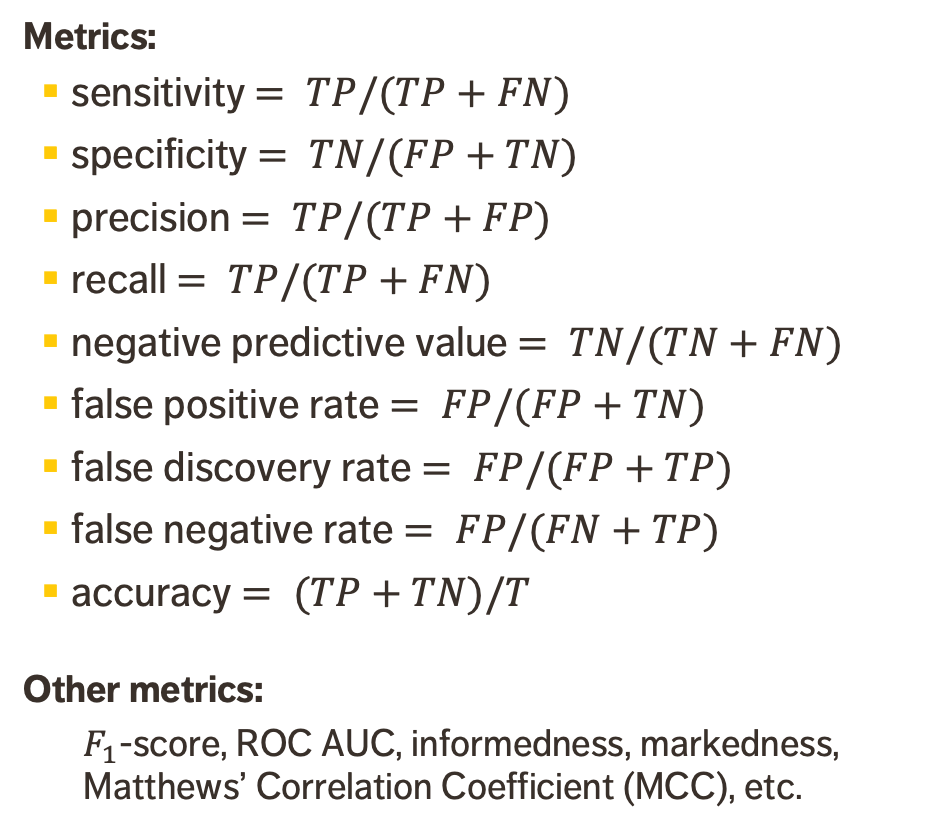 Metrics:
▪ sensitivity = TP/(TP + FN)
▪ specificity = TN/(FP + TN)
▪ precision = TP/(TP + FP)
▪ recall = TP/(TP + FN)
▪ negative predictive value = TN/(TN + FN)
▪ false positive rate = FP/(FP + TN)
▪ false discovery rate = FP/(FP + TP)
▪ false negative rate = FP/(FN + TP)
▪ accuracy = (TP + TN)/T
Other metrics:
F₁-score, ROC AUC, informedness, markedness,
Matthews’ Correlation Coefficient (MCC), etc.